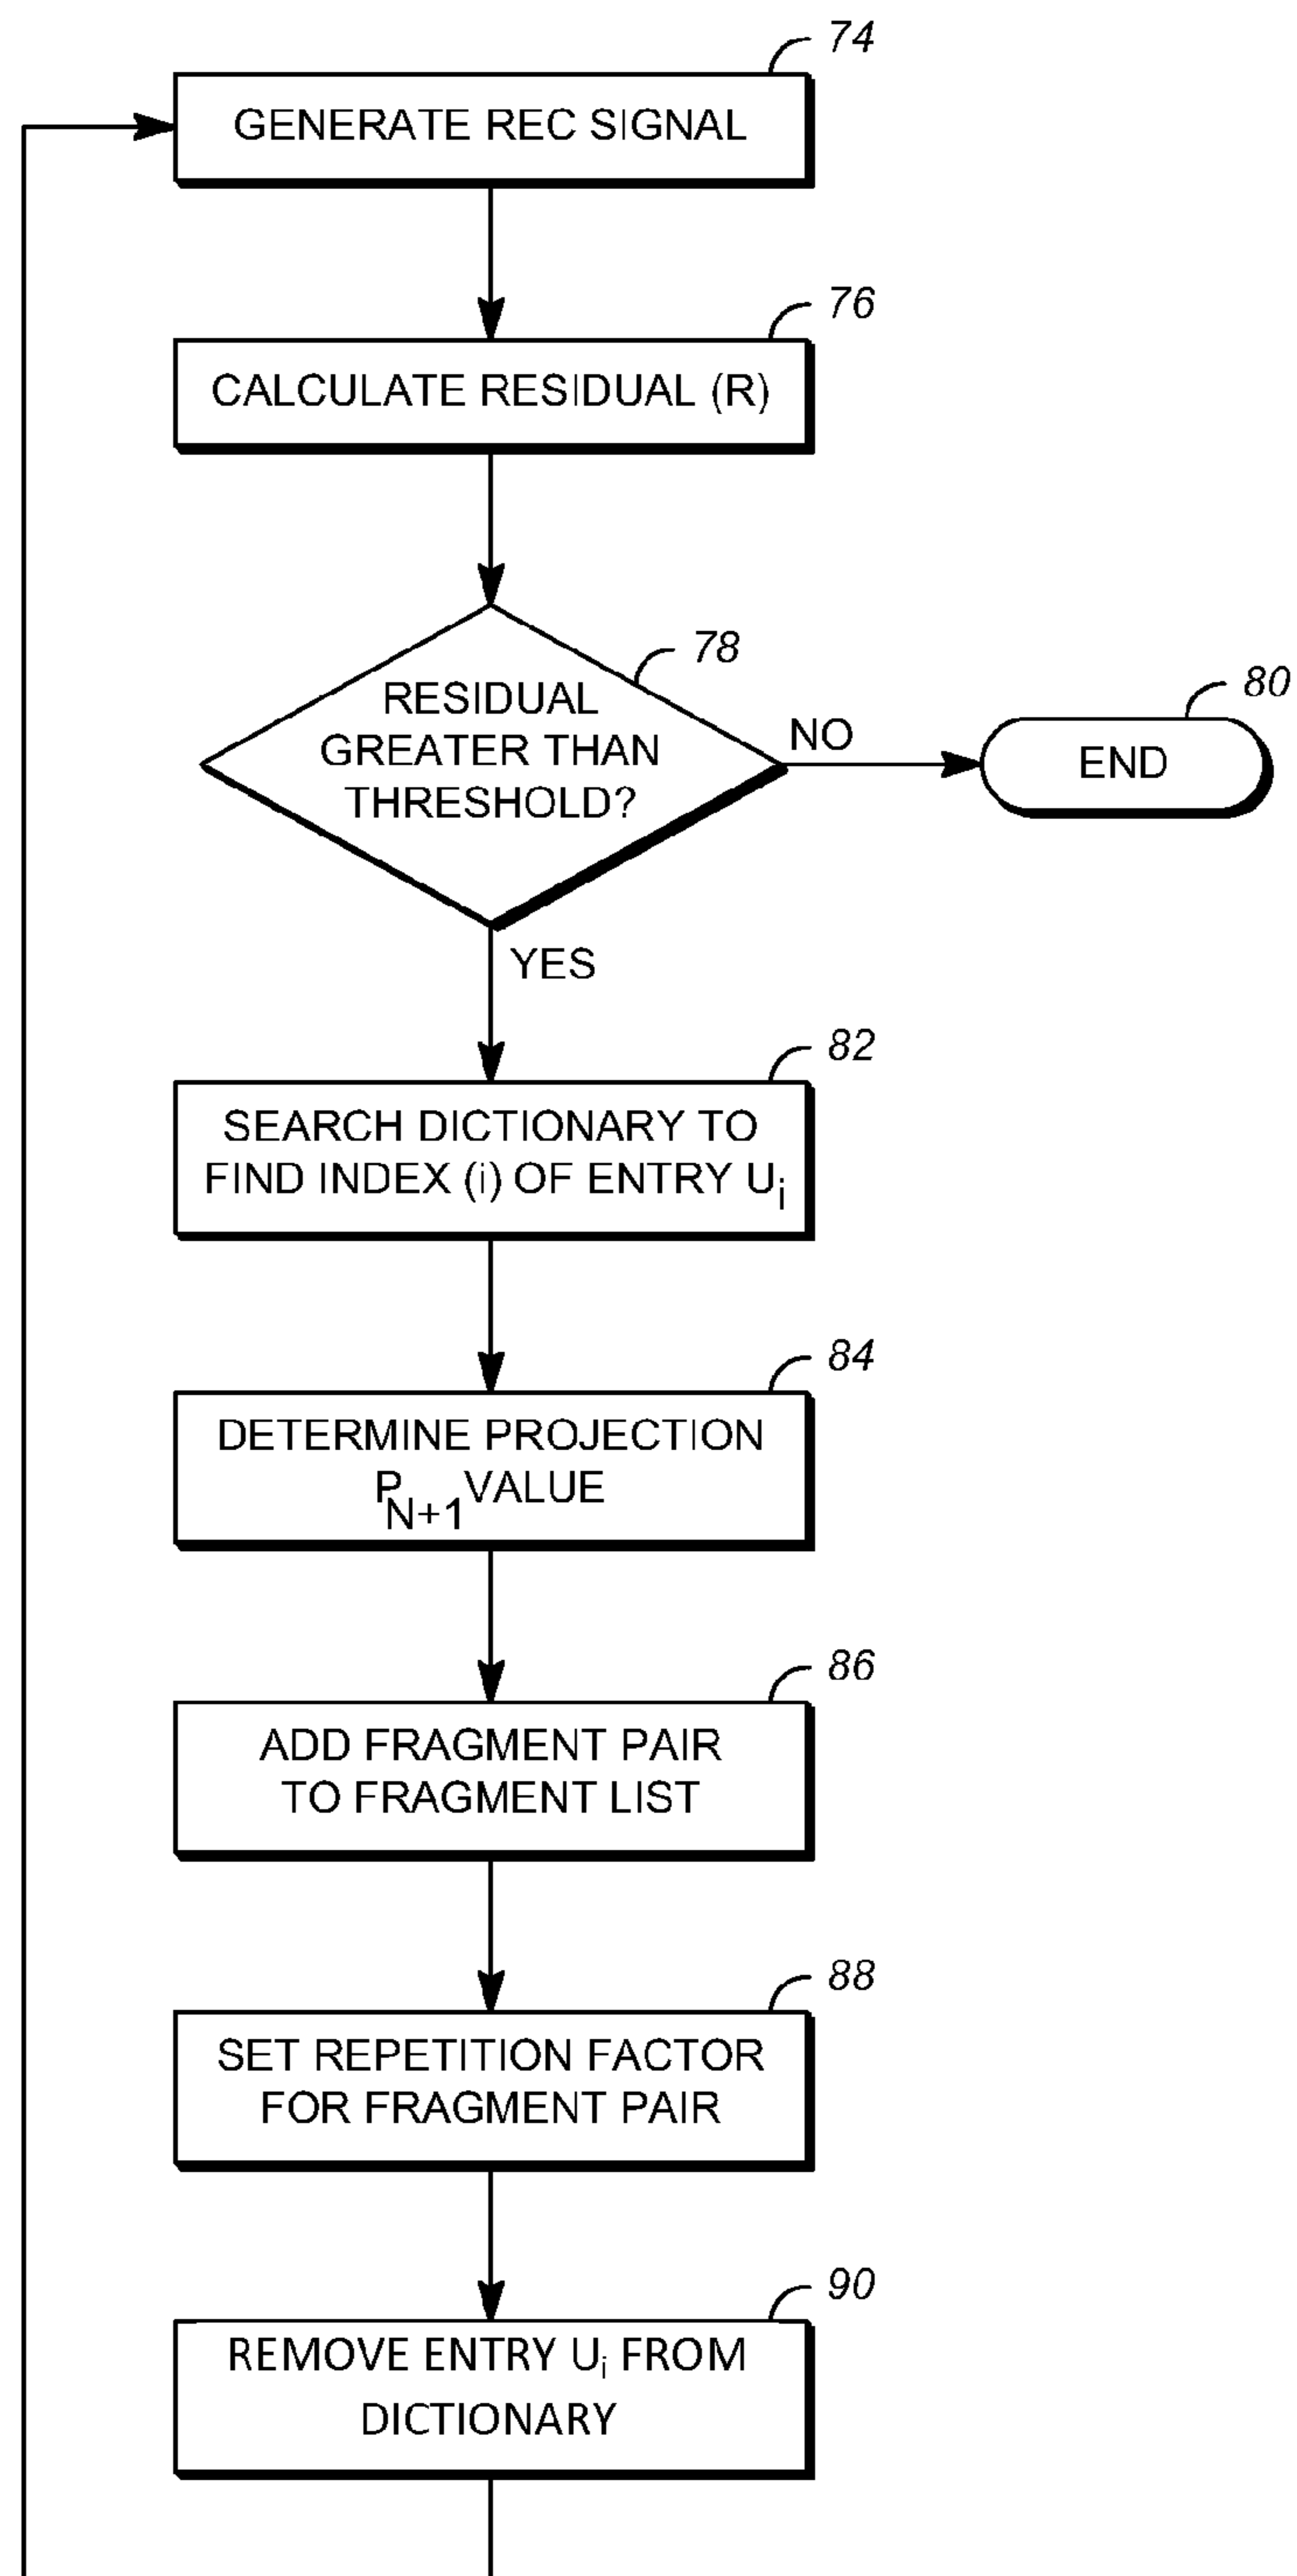 74
GENERATE REC SIGNAL
76
CALCULATE RESIDUAL (R)
78
RESIDUAL
GREATER THAN
THRESHOLD?
NO
80
END
YES
82
SEARCH DICTIONARY TO
FIND INDEX (i) OF ENTRY Ui
84
DETERMINE PROJECTION
PN+1 VALUE
86
ADD FRAGMENT PAIR
TO FRAGMENT LIST
88
SET REPETITION FACTOR
FOR FRAGMENT PAIR
90
REMOVE ENTRY Ui FROM
DICTIONARY